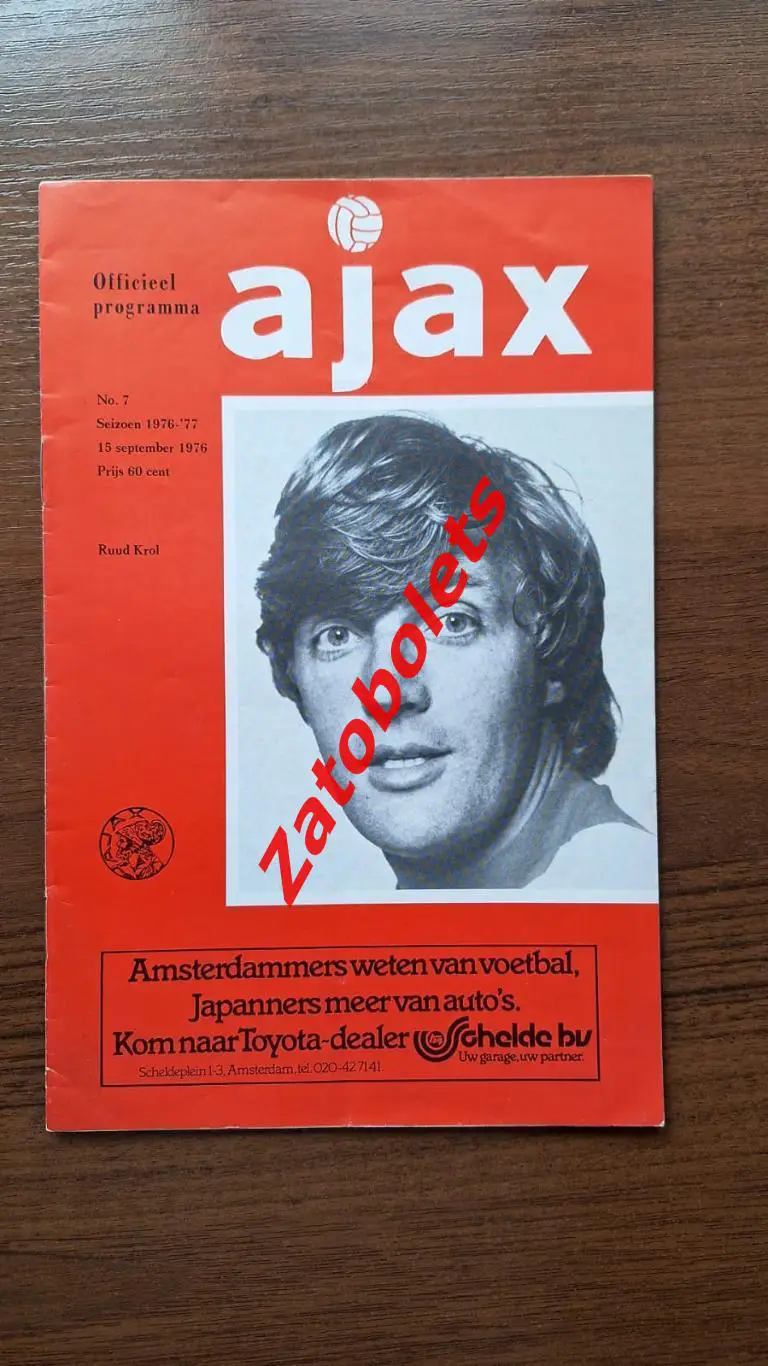 Officieel
programma
ajax
No. 7
Seizoen 1976-'77
15 september 1976
Prijs 60 cent
Ruud Krol
Zatobolets
AJAX
Amsterdammers weten van voetbal,
Japanners meer van auto's.
Kom naar Toyota-dealer Schelde bv
Uw garage, uw partner.
Scheldeplein 1-3, Amsterdam, tel. 020-427141.